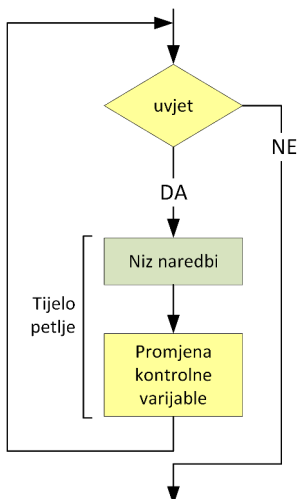 uvjet
NE
DA
Niz naredbi
Tijelo
petlje
Promjena
kontrolne
varijable